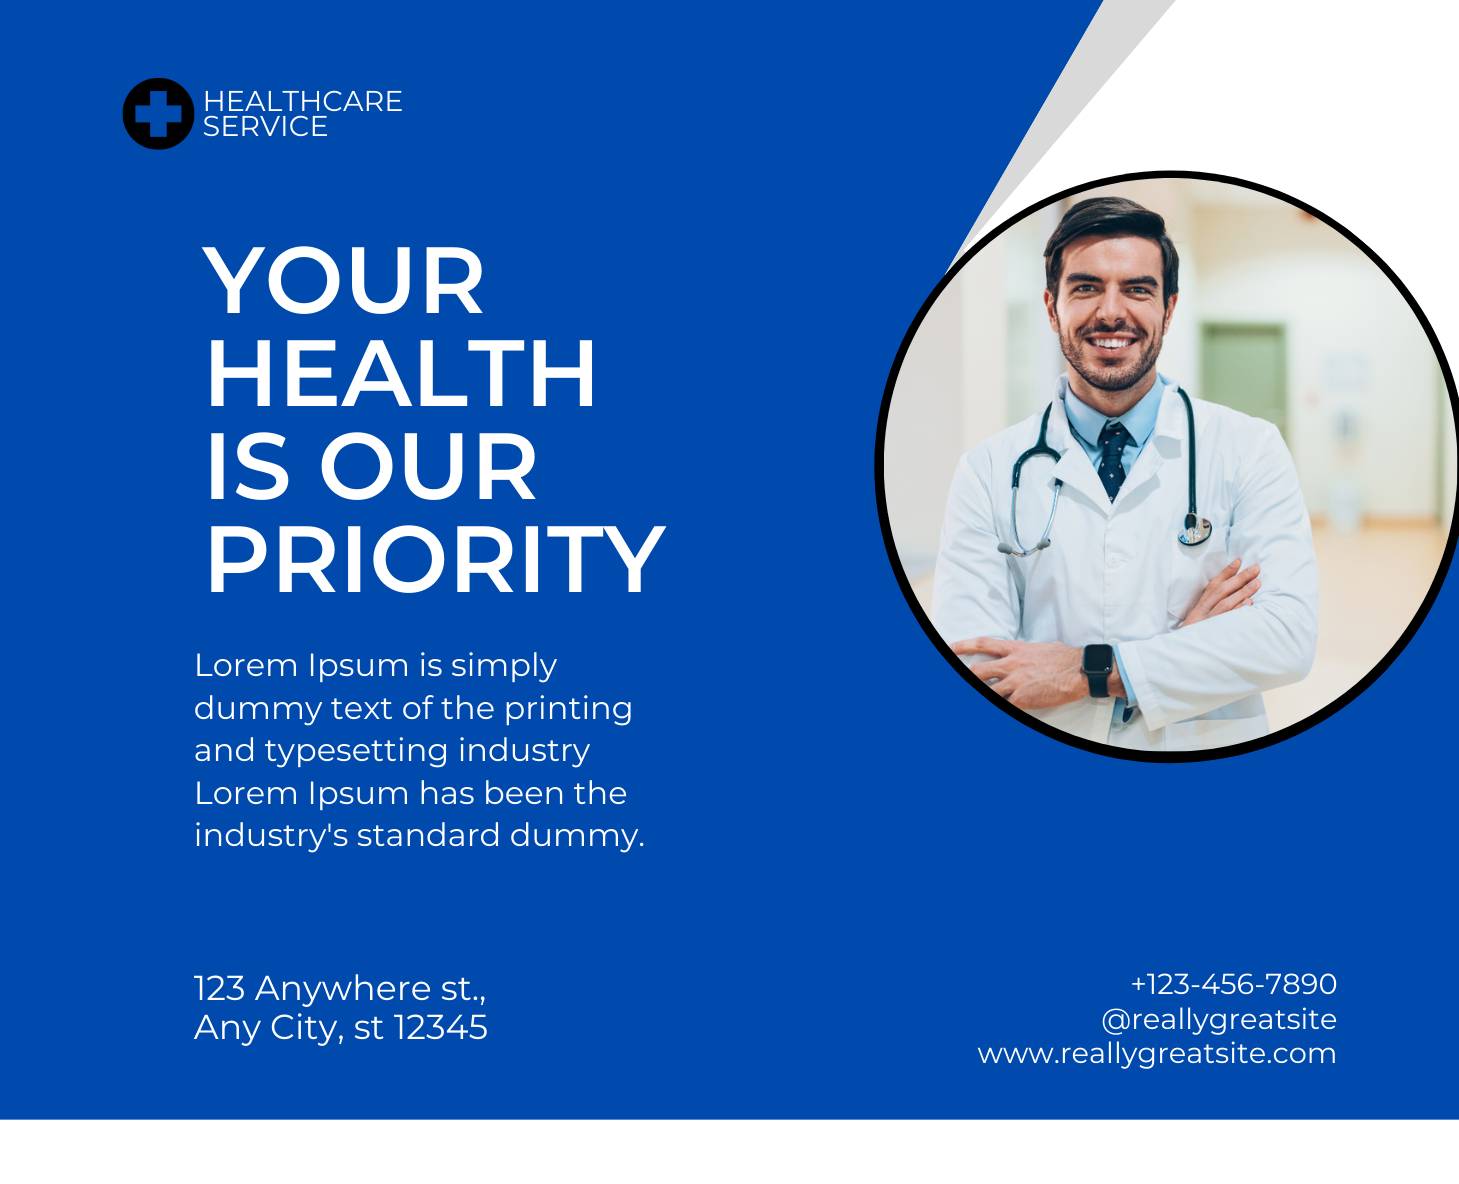 HEALTHCARE
SERVICE
YOUR
HEALTH
IS OUR
PRIORITY
Lorem Ipsum is simply
dummy text of the printing
and typesetting industry
Lorem Ipsum has been the
industry's standard dummy.
123 Anywhere st.,
Any City, st 12345
+123-456-7890
@reallygreatsite
www.reallygreatsite.com